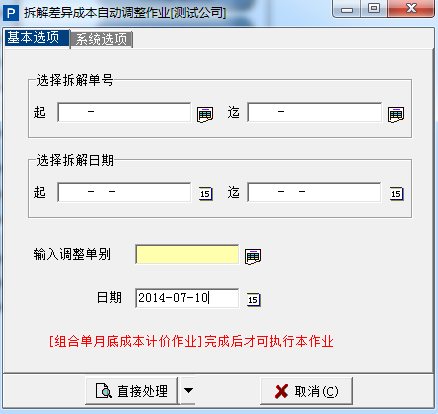 P 拆解差异成本自动调整作业[测试公司]
基本选项 系统选项
选择拆解单号
起 - 迄 -
选择拆解日期
起 - - 15 迄 - - 15
输入调整单别
日期 2014-07-10 15
[组合单月底成本计价作业]完成后才可执行本作业
直接处理 取消(C)